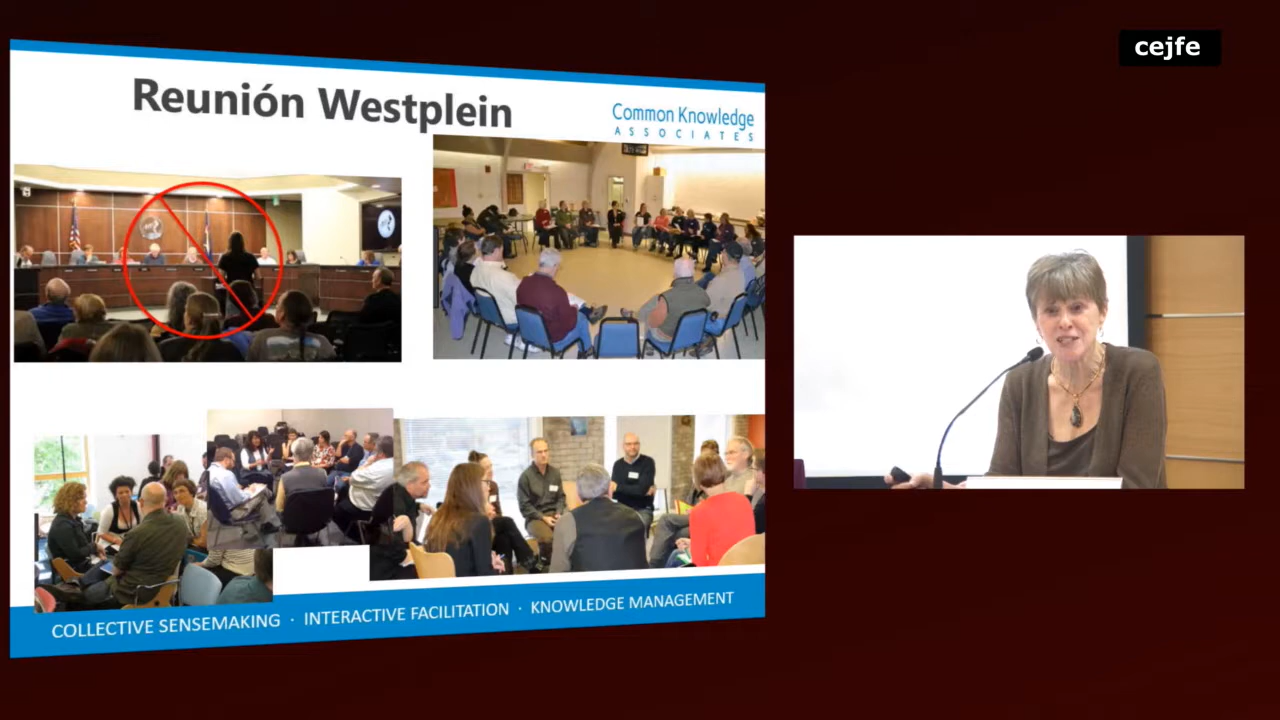 cejfe
Reunión Westplein
Common Knowledge
ASSOCIATES
COLLECTIVE SENSEMAKING · INTERACTIVE FACILITATION · KNOWLEDGE MANAGEMENT